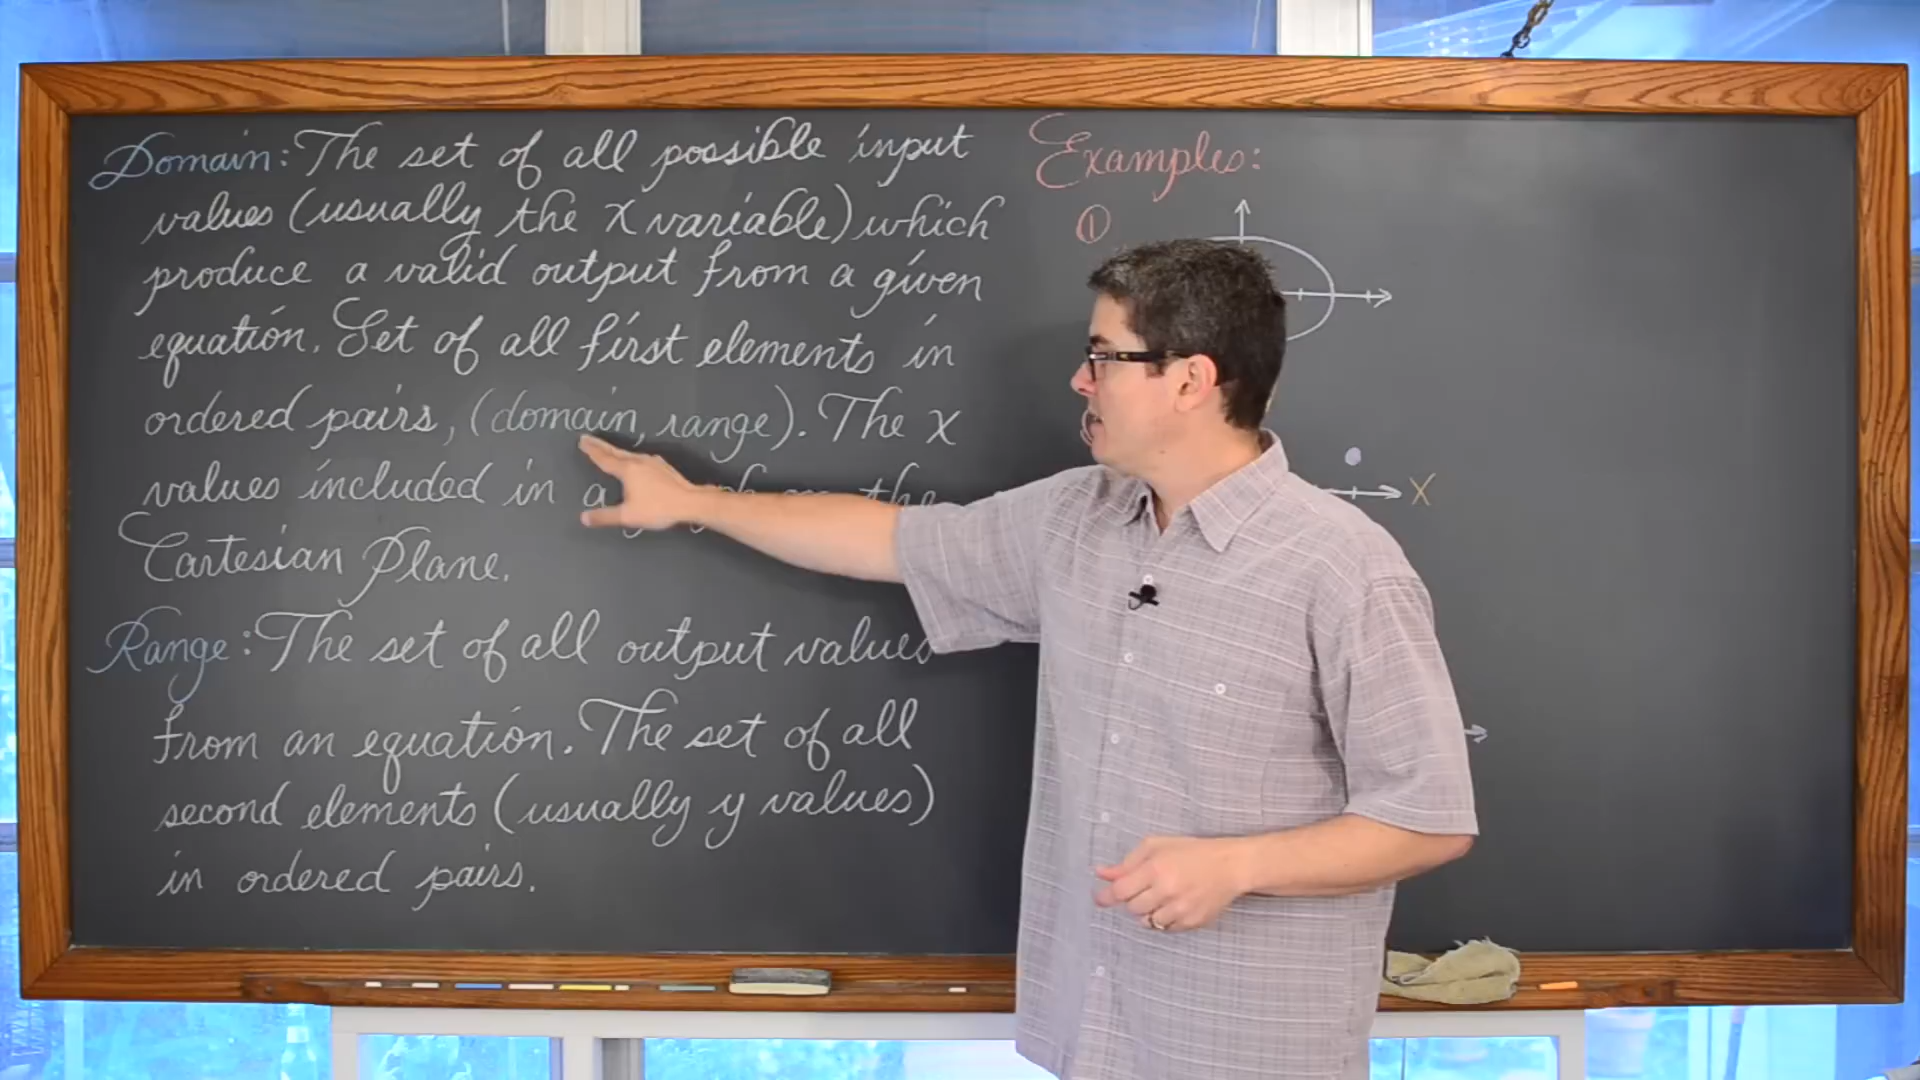 Domain: The set of all possible input
values (usually the x variable) which
produce a valid output from a given
equation. Set of all first elements in
ordered pairs, (domain, range). The x
values included in a the
Cartesian Plane.
Range: The set of all output values
from an equation. The set of all
second elements (usually y values)
in ordered pairs.
Examples:
①
X